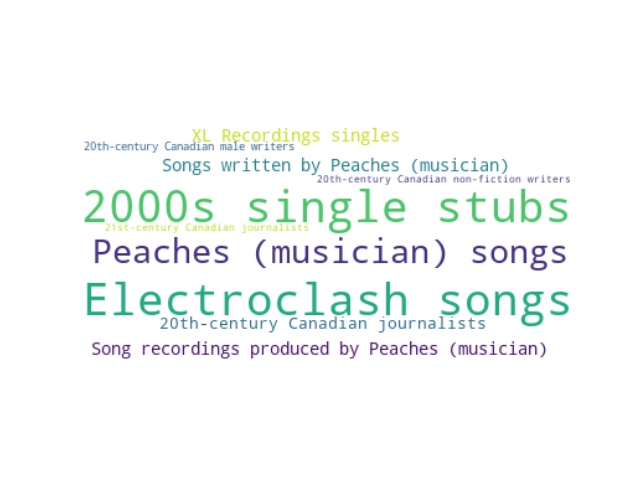 XL Recordings singles
20th-century Canadian male writers
Songs written by Peaches (musician)
20th-century Canadian non-fiction writers
2000s single stubs
21st-century Canadian journalists
Peaches (musician) songs
Electroclash songs
20th-century Canadian journalists
Song recordings produced by Peaches (musician)